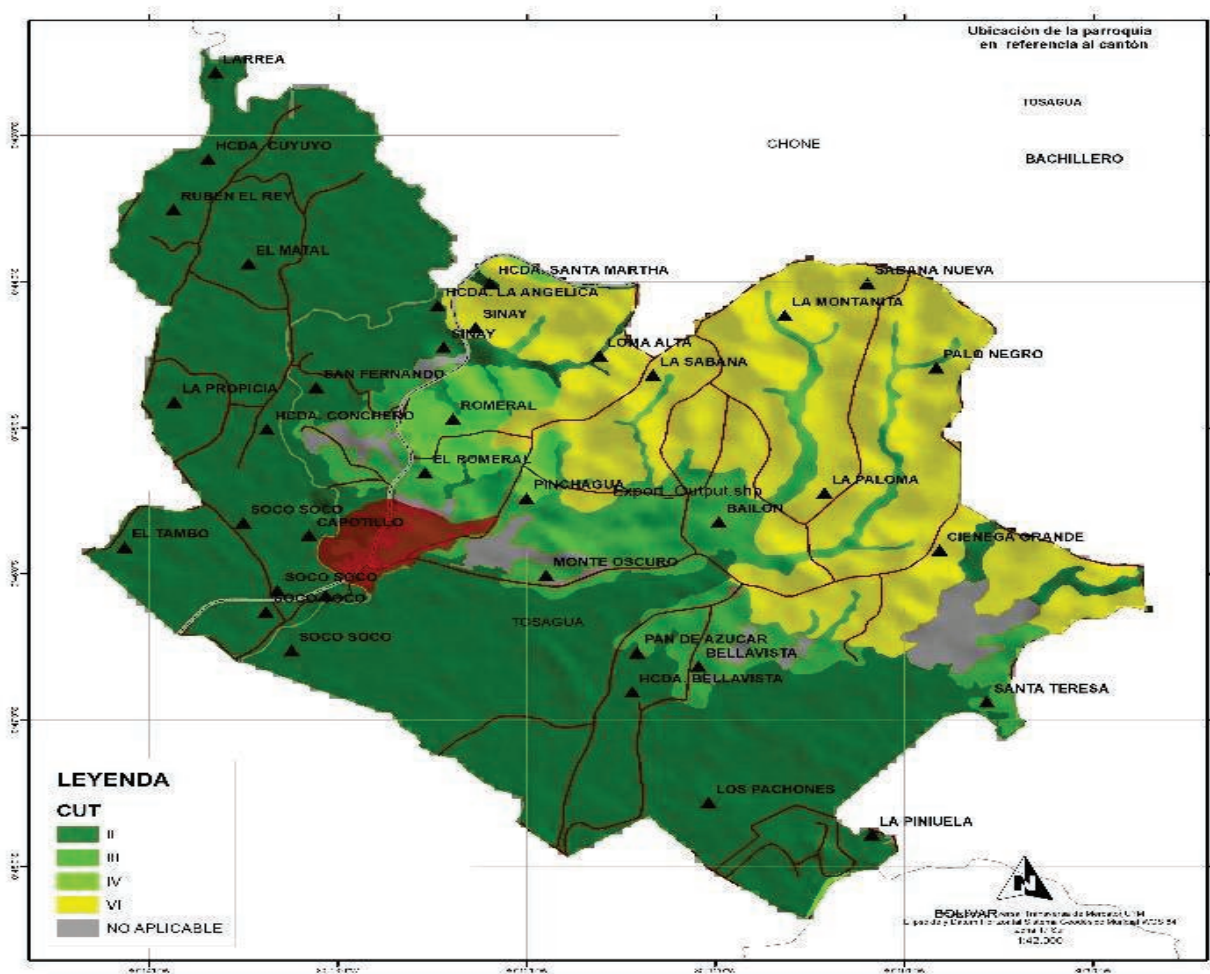 Ubicación de la parroquia
en referencia al cantón
TOSAGUA
CHONE
BACHILLERO
LARREA
HCDA. CUYUYO
RUBEN EL REY
EL MATAL
HCDA. SANTA MARTHA
SABANA NUEVA
HCDA. LA ANGELICA
LA MONTANITA
SINAY
SINAY
LOMA ALTA
PALO NEGRO
LA SABANA
SAN FERNANDO
LA PROPICIA
HCDA. CONCHERO
ROMERAL
EL ROMERAL
PINCHAGUA
Export_Output.shp
LA PALOMA
BAILON
SOCO SOCO
CAPOTILLO
EL TAMBO
CIENEGA GRANDE
MONTE OSCURO
SOCO SOCO
SOCO SOCO
TOSAGUA
SOCO SOCO
PAN DE AZUCAR
BELLAVISTA
HCDA. BELLAVISTA
SANTA TERESA
LOS PACHONES
LA PINIUELA
LEYENDA
CUT
II
III
IV
VI
NO APLICABLE
N
BOLIVAR
1:42.000